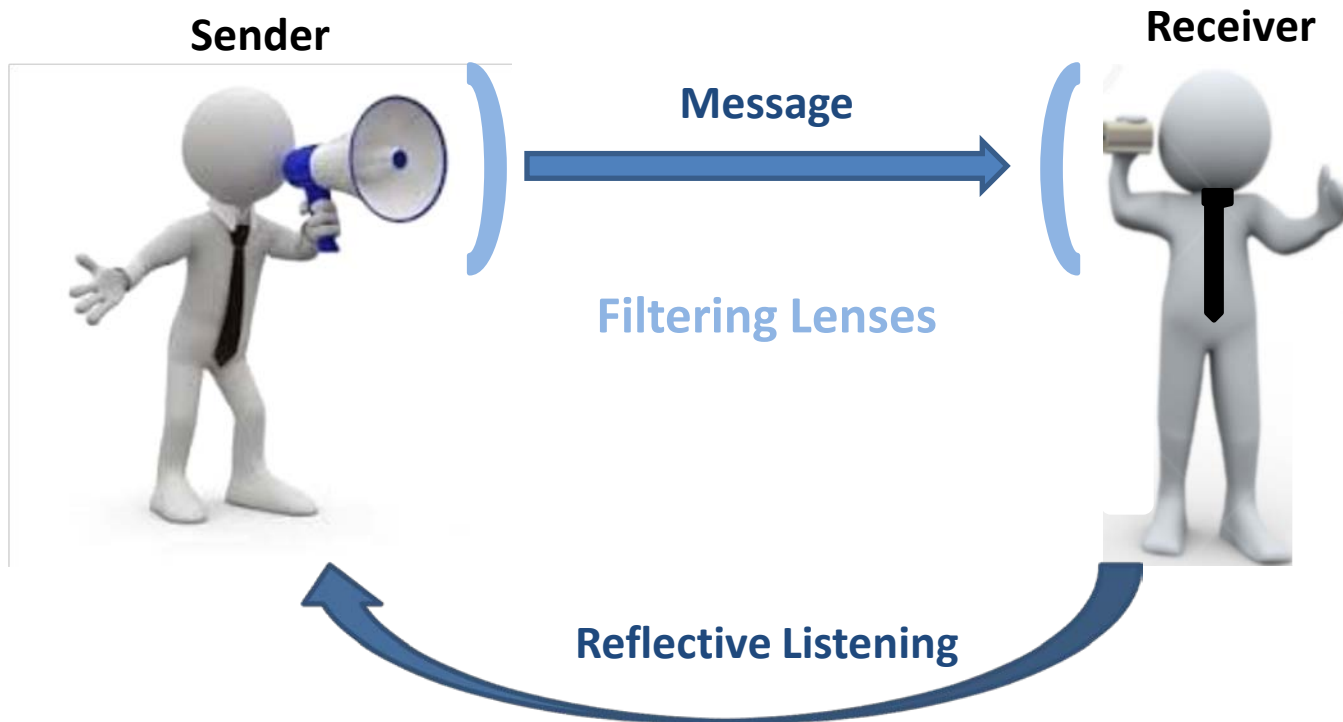 Sender
Receiver
Message
Filtering Lenses
Reflective Listening